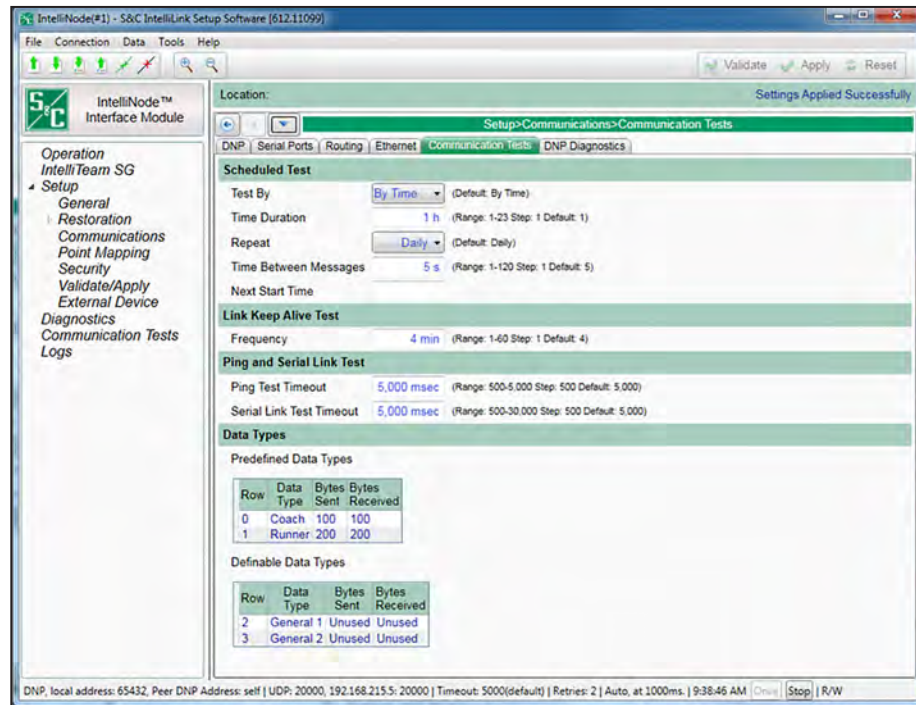 IntelliNode(#1) - S&C IntelliLink Setup Software [612.11099]
File Connection Data Tools Help
Validate Apply Reset
S&C
IntelliNode™
Interface Module
Operation
IntelliTeam SG
Setup
General
Restoration
Communications
Point Mapping
Security
Validate/Apply
External Device
Diagnostics
Communication Tests
Logs
Location: Settings Applied Successfully
Setup>Communications>Communication Tests
DNP Serial Ports Routing Ethernet Communication Tests DNP Diagnostics
Scheduled Test
Test By By Time (Default: By Time)
Time Duration 1 h (Range: 1-23 Step: 1 Default: 1)
Repeat Daily (Default: Daily)
Time Between Messages 5 s (Range: 1-120 Step: 1 Default: 5)
Next Start Time
Link Keep Alive Test
Frequency 4 min (Range: 1-60 Step: 1 Default: 4)
Ping and Serial Link Test
Ping Test Timeout 5,000 msec (Range: 500-5,000 Step: 500 Default: 5,000)
Serial Link Test Timeout 5,000 msec (Range: 500-30,000 Step: 500 Default: 5,000)
Data Types
Predefined Data Types
Row Data Type Bytes Sent Bytes Received
0 Coach 100 100
1 Runner 200 200
Definable Data Types
Row Data Type Bytes Sent Bytes Received
2 General 1 Unused Unused
3 General 2 Unused Unused
DNP, local address: 65432, Peer DNP Address: self | UDP: 20000, 192.168.215.5: 20000 | Timeout: 5000(default) | Retries: 2 | Auto, at 1000ms. | 9:38:46 AM Once Stop | R/W